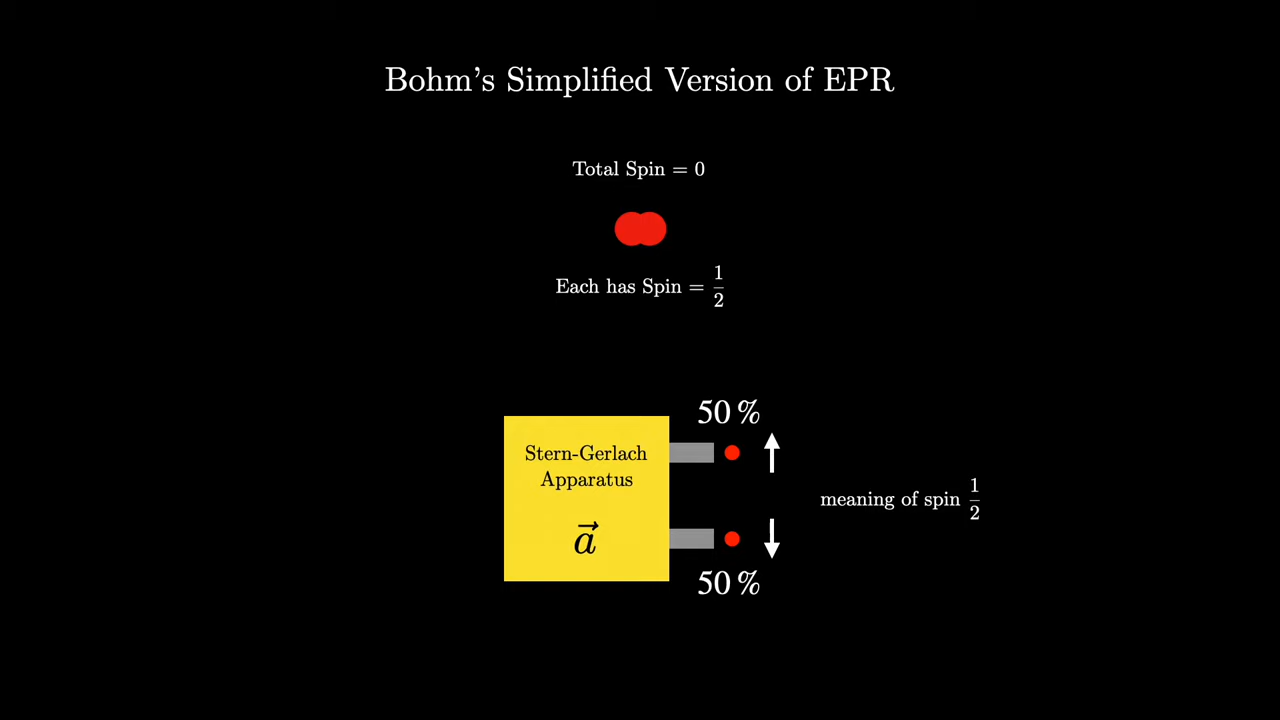 Bohm's Simplified Version of EPR
Total Spin = 0
Each has Spin = 1/2
50 %
Stern-Gerlach
Apparatus
a⃗
meaning of spin 1/2
50 %